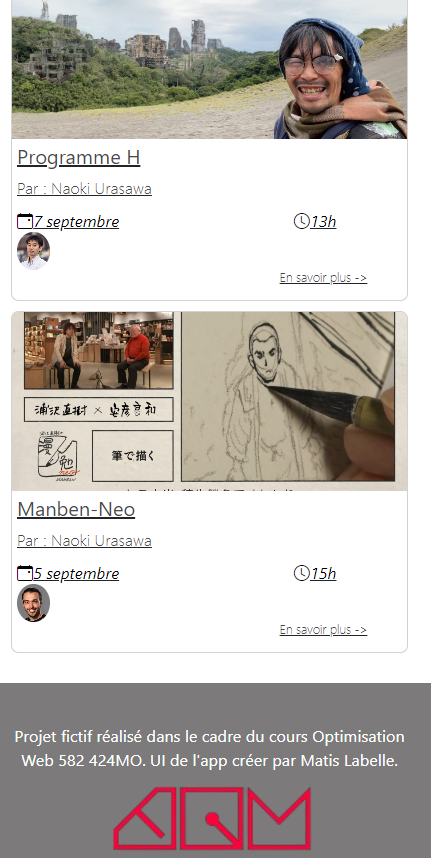 Programme H
Par : Naoki Urasawa
7 septembre
13h
En savoir plus ->
浦沢直樹×安彦良和
漫勉
neo
MANBEN
筆で描く
Manben-Neo
Par : Naoki Urasawa
5 septembre
15h
En savoir plus ->
Projet fictif réalisé dans le cadre du cours Optimisation
Web 582 424MO. UI de l'app créer par Matis Labelle.